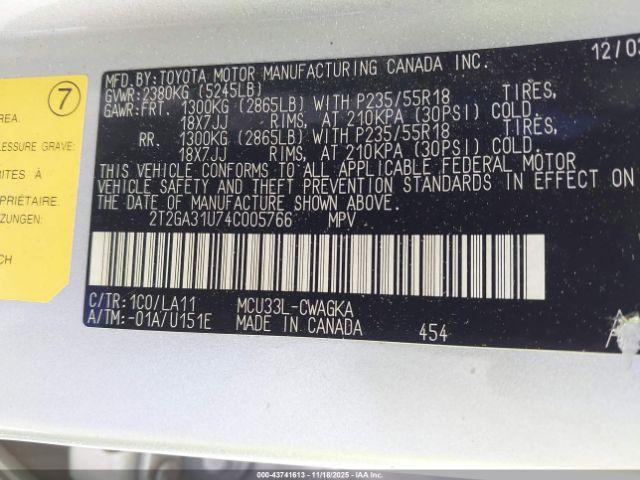 MFD. BY: TOYOTA MOTOR MANUFACTURING CANADA INC. 12/03
GVWR: 2380KG (5245LB)
GAWR: FRT. 1300KG (2865LB) WITH P235/55R18 TIRES,
18X7JJ RIMS, AT 210KPA (30PSI) COLD.
RR 1300KG (2865LB) WITH P235/55R18 TIRES,
18X7JJ RIMS, AT 210KPA (30PSI) COLD.
THIS VEHICLE CONFORMS TO ALL APPLICABLE FEDERAL MOTOR
VEHICLE SAFETY AND THEFT PREVENTION STANDARDS IN EFFECT ON
THE DATE OF MANUFACTURE SHOWN ABOVE.
2T2GA31U74C005766 MPV
C/TR: 1C0/LA11 MCU33L-CWAGKA
A/TM: -01A/U151E MADE IN CANADA 454
7
REA.
LESSURE GRAVE:
RITES À
PRIÉTAIRE.
CH
000-43741613 - 11/18/2025 - IAAI.COM